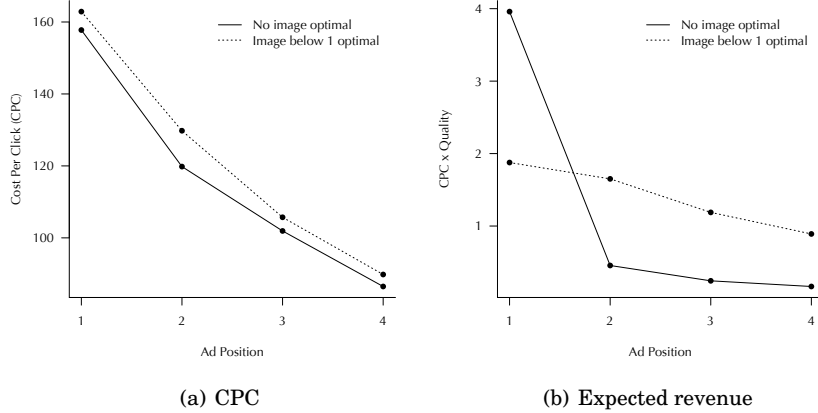 No image optimal
Image below 1 optimal
Cost Per Click (CPC)
160
140
120
100
1 2 3 4
Ad Position
(a) CPC
No image optimal
Image below 1 optimal
CPC x Quality
4
3
2
1
1 2 3 4
Ad Position
(b) Expected revenue